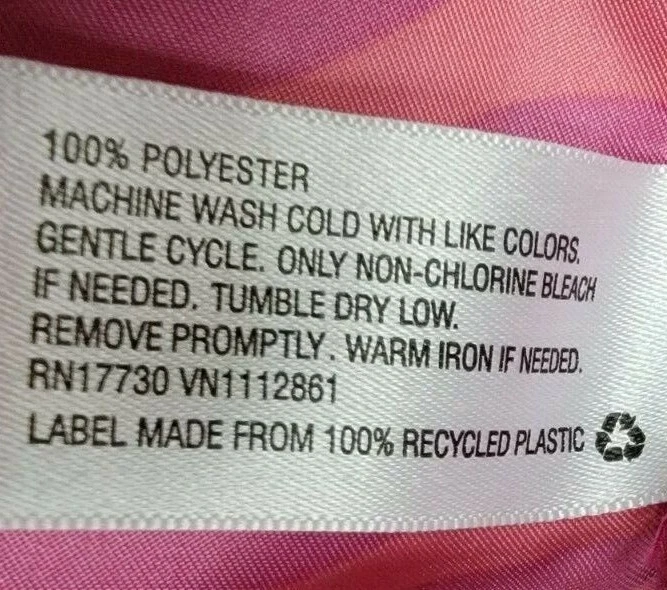 100% POLYESTER
MACHINE WASH COLD WITH LIKE COLORS,
GENTLE CYCLE. ONLY NON-CHLORINE BLEACH
IF NEEDED. TUMBLE DRY LOW.
REMOVE PROMPTLY. WARM IRON IF NEEDED.
RN17730 VN1112861
LABEL MADE FROM 100% RECYCLED PLASTIC